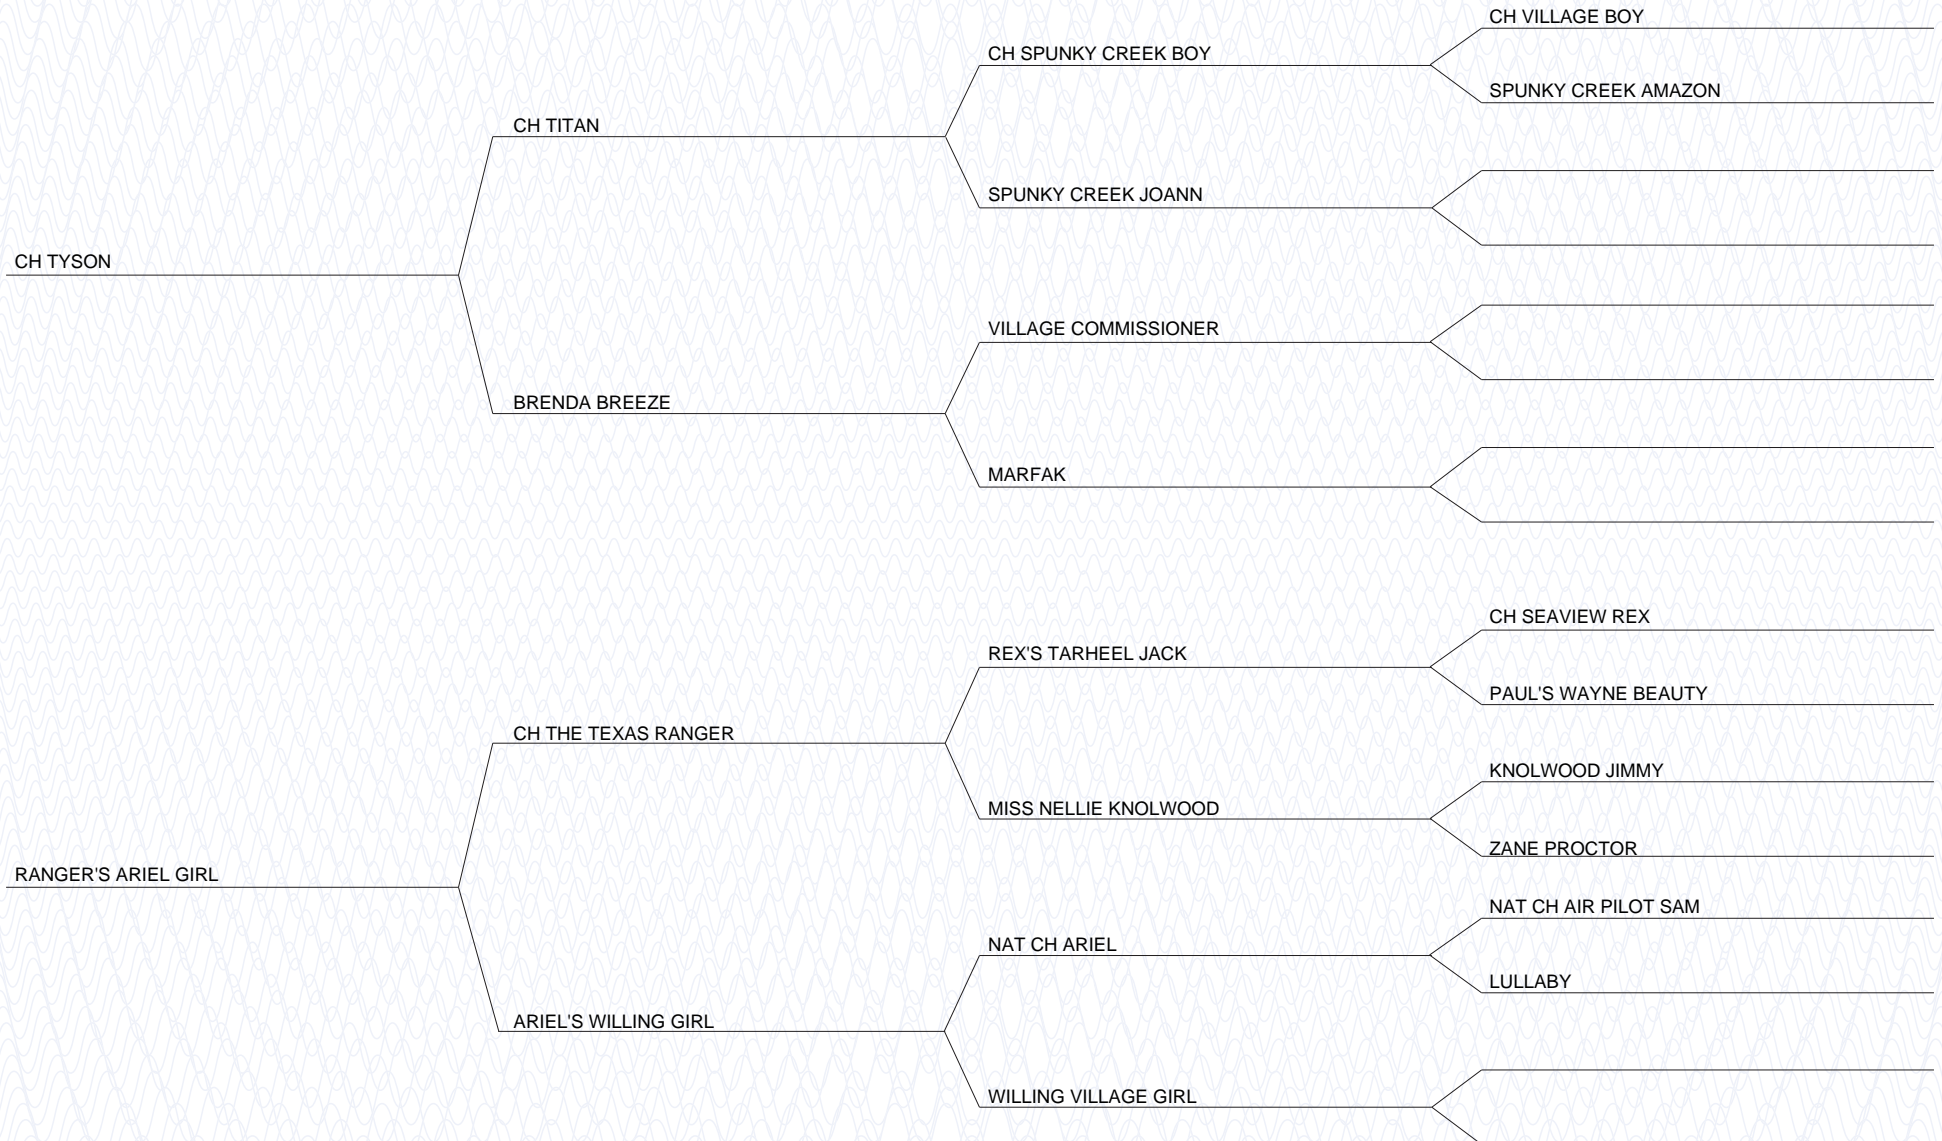 CH VILLAGE BOY
CH SPUNKY CREEK BOY
SPUNKY CREEK AMAZON
CH TITAN
SPUNKY CREEK JOANN
CH TYSON
VILLAGE COMMISSIONER
BRENDA BREEZE
MARFAK
CH SEAVIEW REX
REX'S TARHEEL JACK
PAUL'S WAYNE BEAUTY
CH THE TEXAS RANGER
KNOLWOOD JIMMY
MISS NELLIE KNOLWOOD
ZANE PROCTOR
RANGER'S ARIEL GIRL
NAT CH AIR PILOT SAM
NAT CH ARIEL
LULLABY
ARIEL'S WILLING GIRL
WILLING VILLAGE GIRL